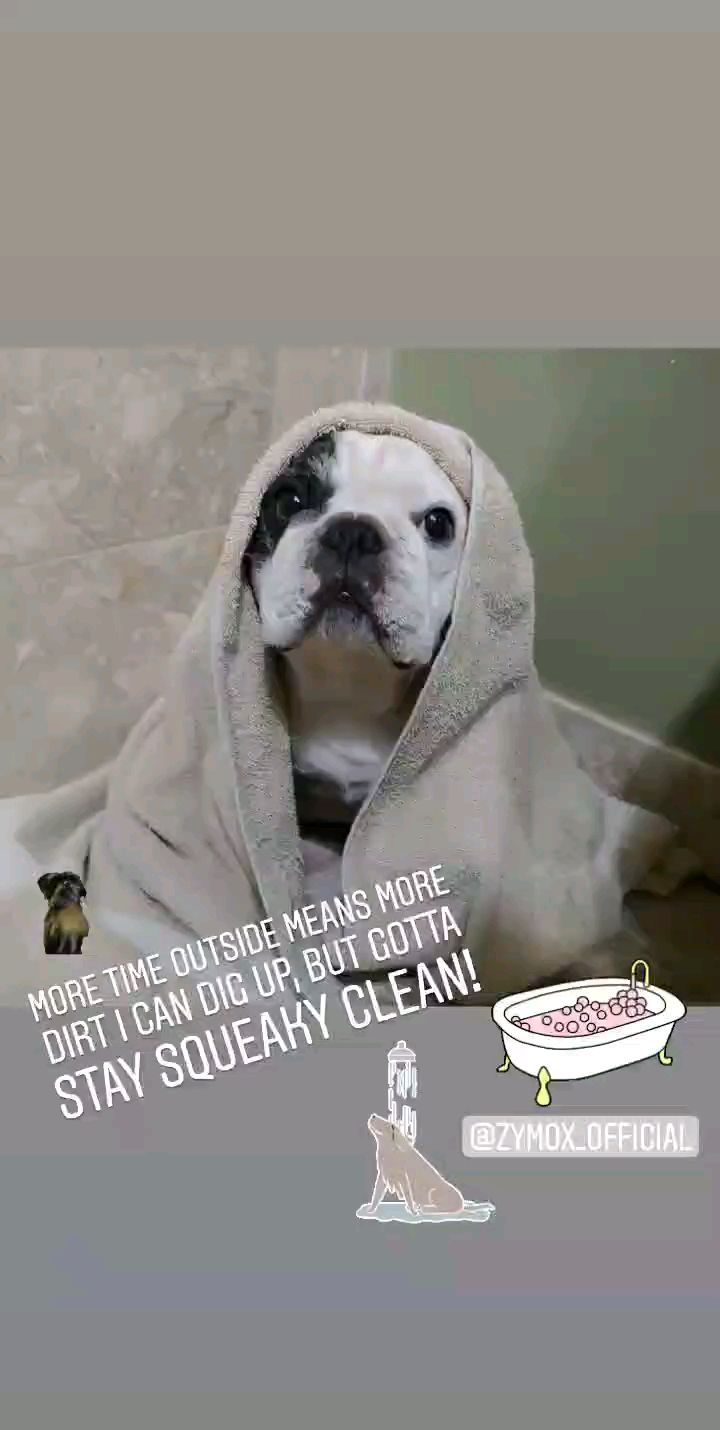 MORE TIME OUTSIDE MEANS MORE
DIRT I CAN DIG UP, BUT GOTTA
STAY SQUEAKY CLEAN!
@ZYMOX_OFFICIAL